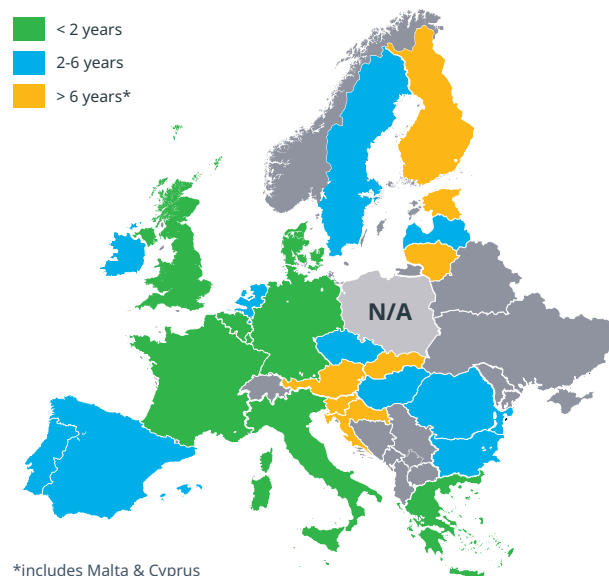 < 2 years
2-6 years
> 6 years*
N/A
*includes Malta & Cyprus